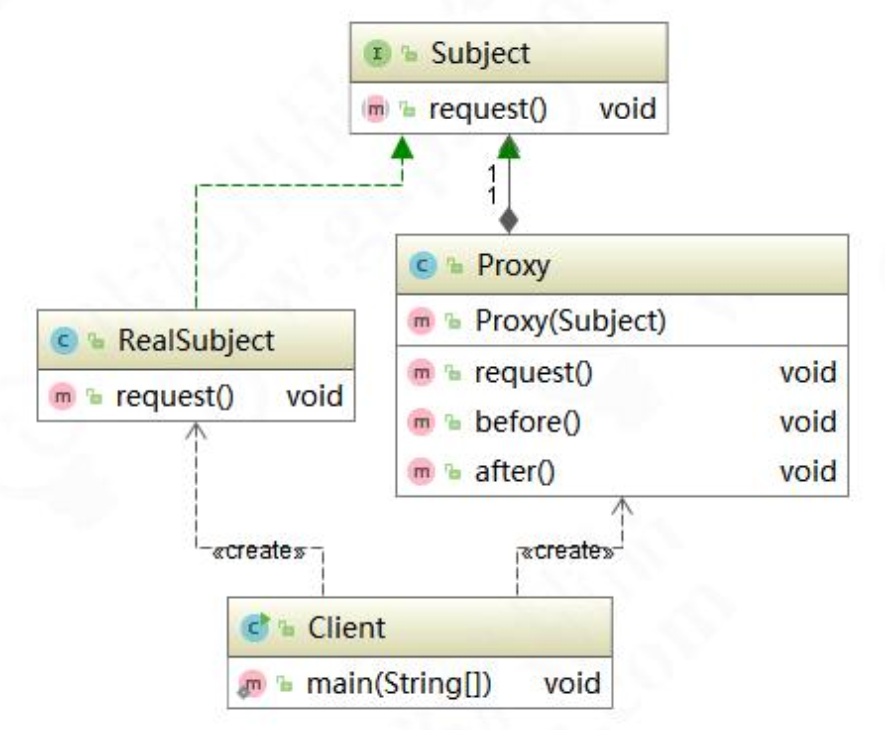 I Subject
m request() void
1
1
C Proxy
m Proxy(Subject)
m request() void
m before() void
m after() void
C RealSubject
m request() void
«create» «create»
C Client
m main(String[]) void